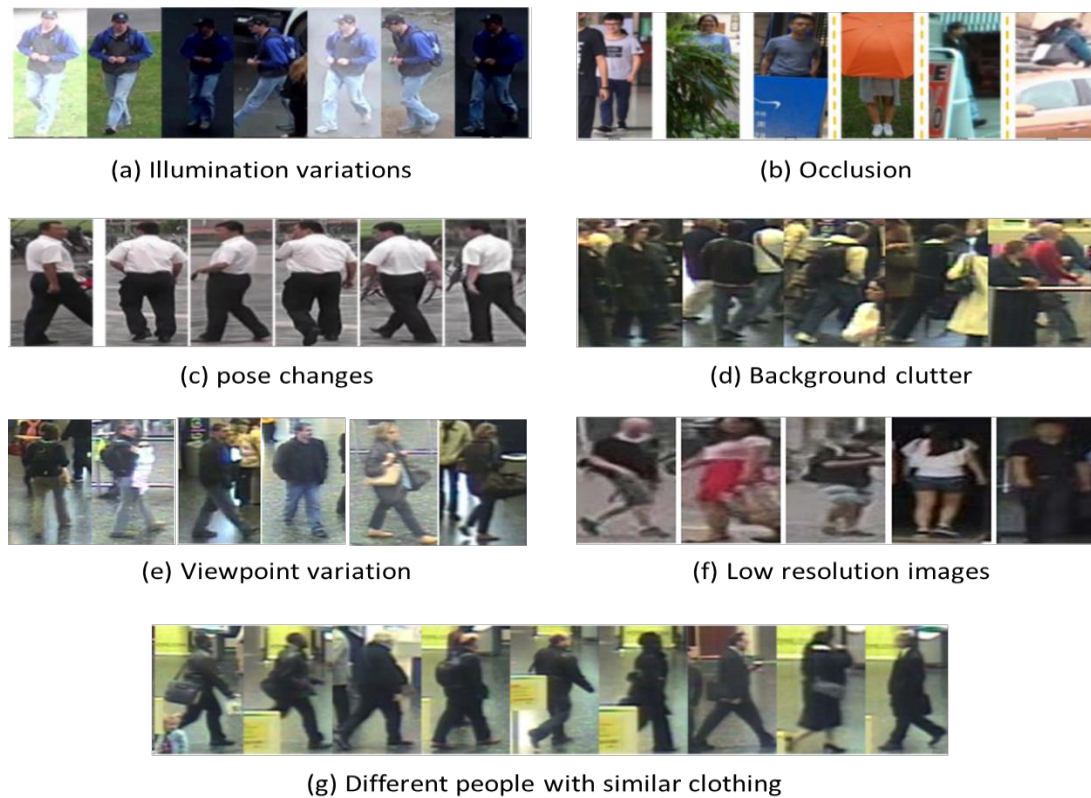 (a) Illumination variations
(b) Occlusion
(c) pose changes
(d) Background clutter
(e) Viewpoint variation
(f) Low resolution images
(g) Different people with similar clothing